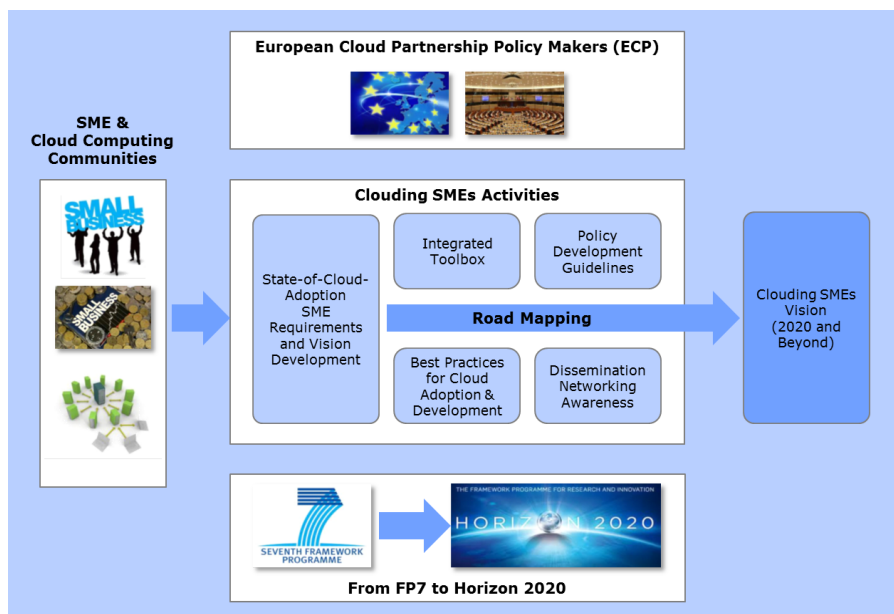 European Cloud Partnership Policy Makers (ECP)
SME &
Cloud Computing
Communities
SMALL
BUSINESS
SMALL
BUSINESS
Clouding SMEs Activities
State-of-Cloud-
Adoption
SME
Requirements
and Vision
Development
Integrated
Toolbox
Policy
Development
Guidelines
Road Mapping
Best Practices
for Cloud
Adoption &
Development
Dissemination
Networking
Awareness
Clouding SMEs
Vision
(2020 and
Beyond)
7
SEVENTH FRAMEWORK
PROGRAMME
THE FRAMEWORK PROGRAMME FOR RESEARCH AND INNOVATION
HORIZON 2020
From FP7 to Horizon 2020